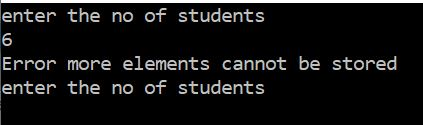 enter the no of students
6
Error more elements cannot be stored
enter the no of students